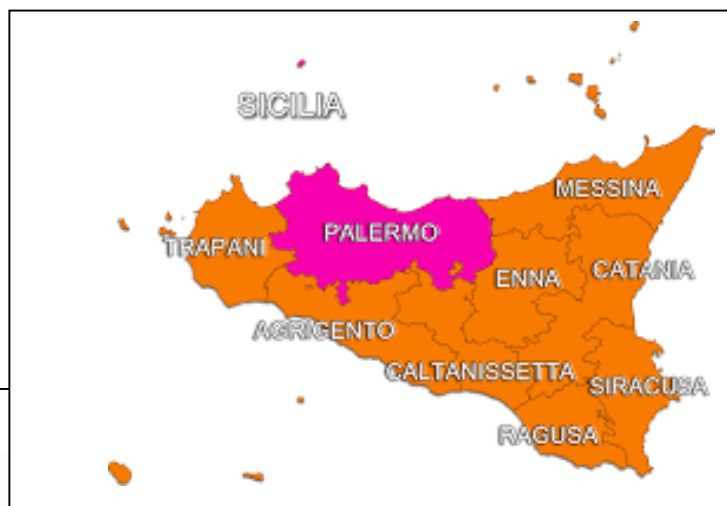 SICILIA
MESSINA
PALERMO
TRAPANI
CATANIA
ENNA
AGRIGENTO
CALTANISSETTA
SIRACUSA
RAGUSA